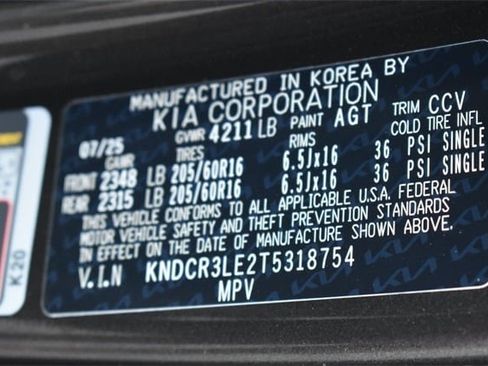 MANUFACTURED IN KOREA BY
KIA CORPORATION
07/25 GVWR 4211 LB PAINT AGT TRIM CCV
GAWR TIRES RIMS COLD TIRE INFL
FRONT 2348 LB 205/60R16 6.5Jx16 36 PSI SINGLE
REAR 2315 LB 205/60R16 6.5Jx16 36 PSI SINGLE
THIS VEHICLE CONFORMS TO ALL APPLICABLE U.S.A. FEDERAL
MOTOR VEHICLE SAFETY AND THEFT PREVENTION STANDARDS
IN EFFECT ON THE DATE OF MANUFACTURE SHOWN ABOVE.
V.I.N KNDCR3LE2T5318754
MPV
K20